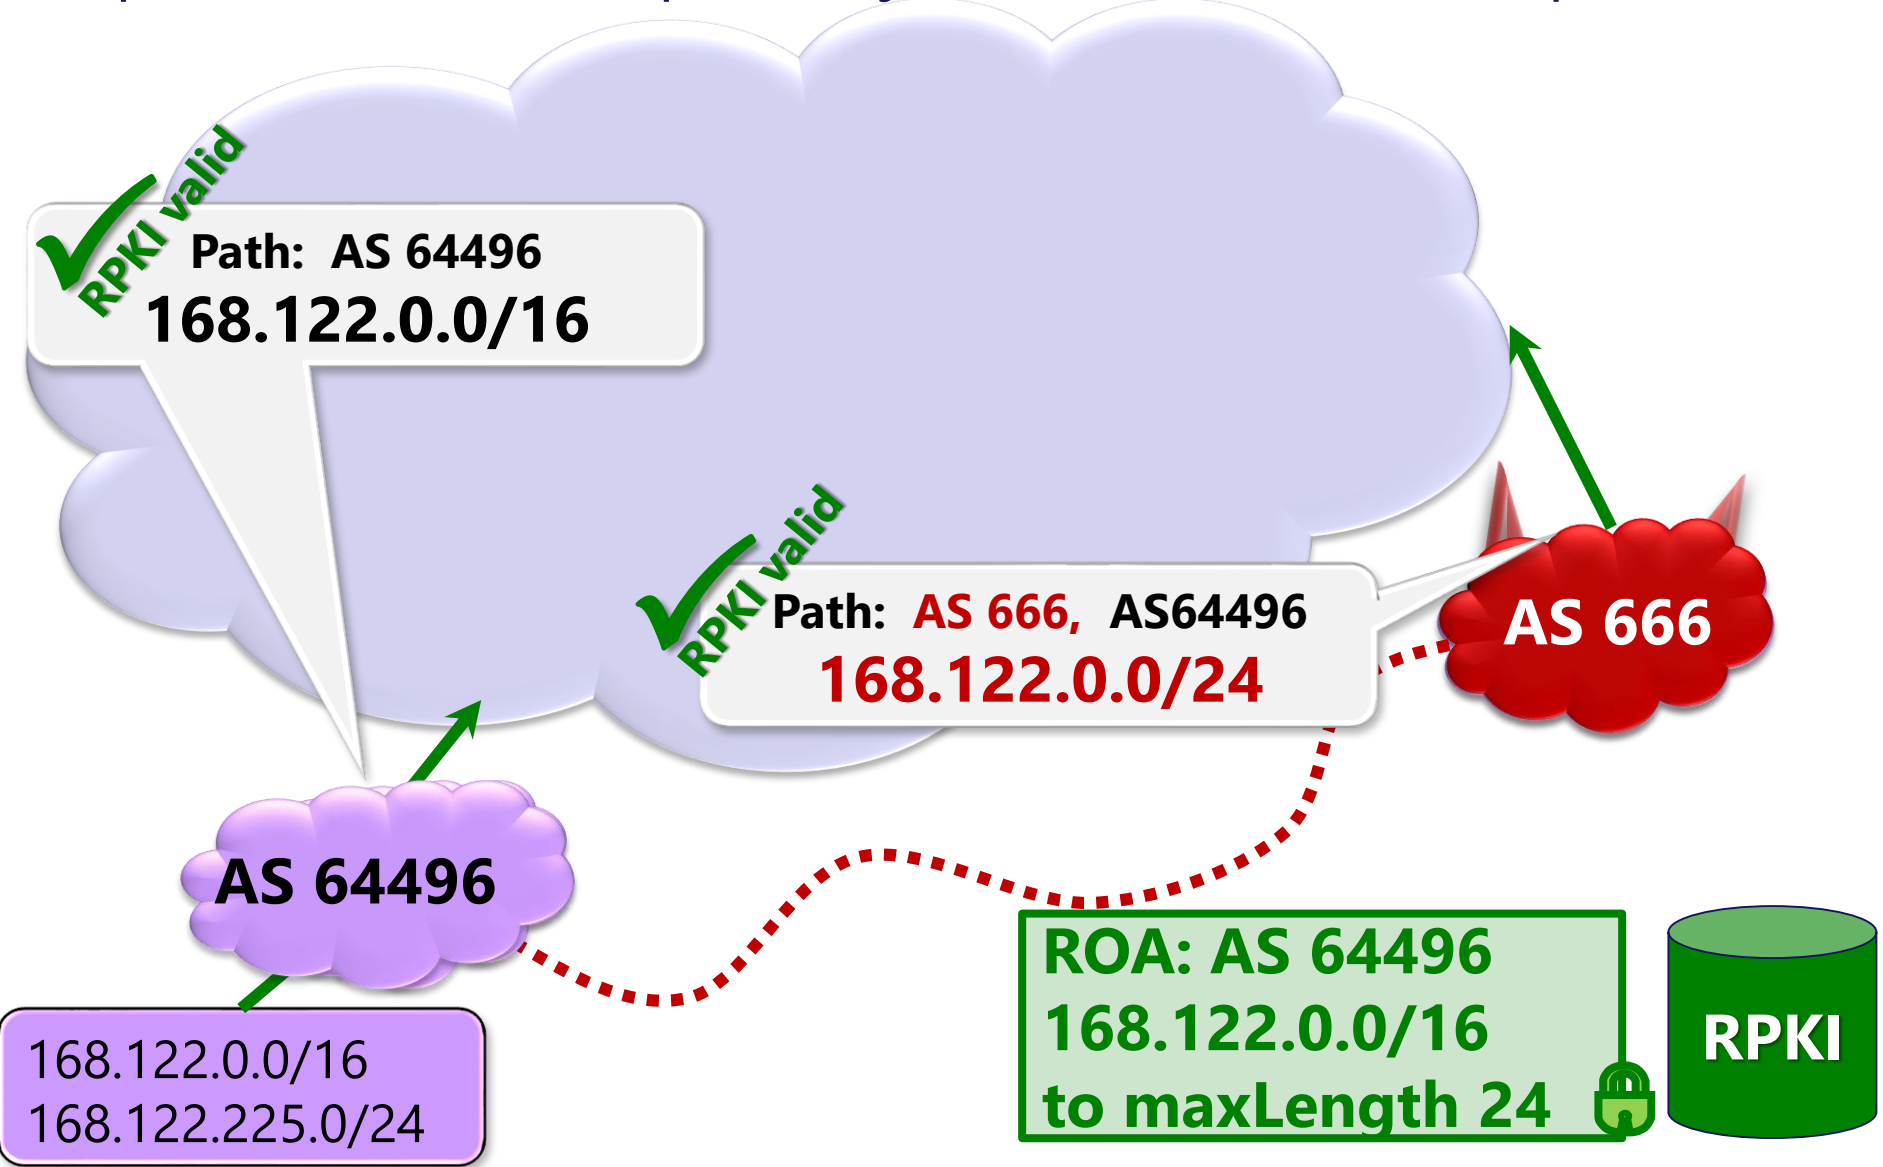 RPKI valid
Path: AS 64496
168.122.0.0/16
RPKI valid
Path: AS 666, AS64496
168.122.0.0/24
AS 666
AS 64496
168.122.0.0/16
168.122.225.0/24
ROA: AS 64496
168.122.0.0/16
to maxLength 24
RPKI